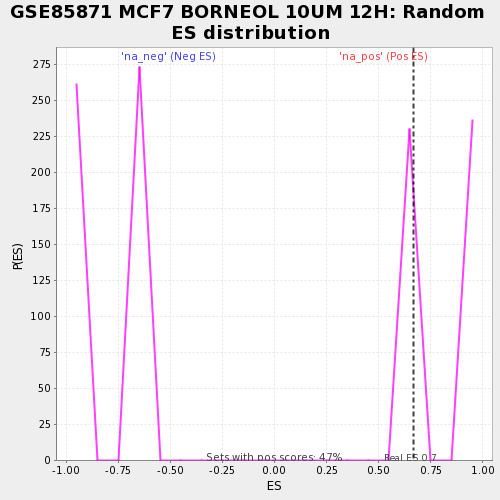 GSE85871 MCF7 BORNEOL 10UM 12H: Random
ES distribution
'na_neg' (Neg ES)
'na_pos' (Pos ES)
275
250
225
200
175
150
125
100
75
50
25
0
P(ES)
Sets with pos scores: 47%
Real ES 0.7
-1.00 -0.75 -0.50 -0.25 0.00 0.25 0.50 0.75 1.00
ES